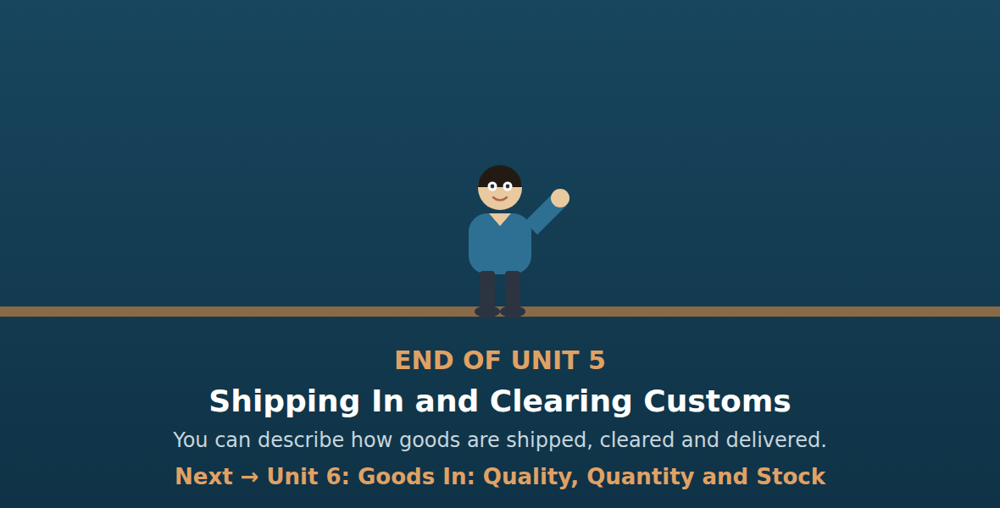 END OF UNIT 5
Shipping In and Clearing Customs
You can describe how goods are shipped, cleared and delivered.
Next → Unit 6: Goods In: Quality, Quantity and Stock